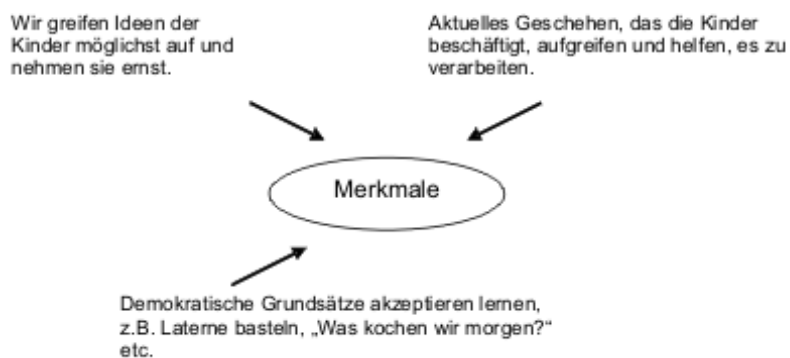 Wir greifen Ideen der
Kinder möglichst auf und
nehmen sie ernst.
Aktuelles Geschehen, das die Kinder
beschäftigt, aufgreifen und helfen, es zu
verarbeiten.
Merkmale
Demokratische Grundsätze akzeptieren lernen,
z.B. Laterne basteln, „Was kochen wir morgen?“
etc.